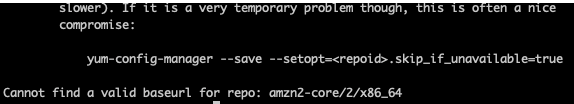 slower). If it is a very temporary problem though, this is often a nice
compromise:
yum-config-manager --save --setopt=<repoid>.skip_if_unavailable=true
Cannot find a valid baseurl for repo: amzn2-core/2/x86_64